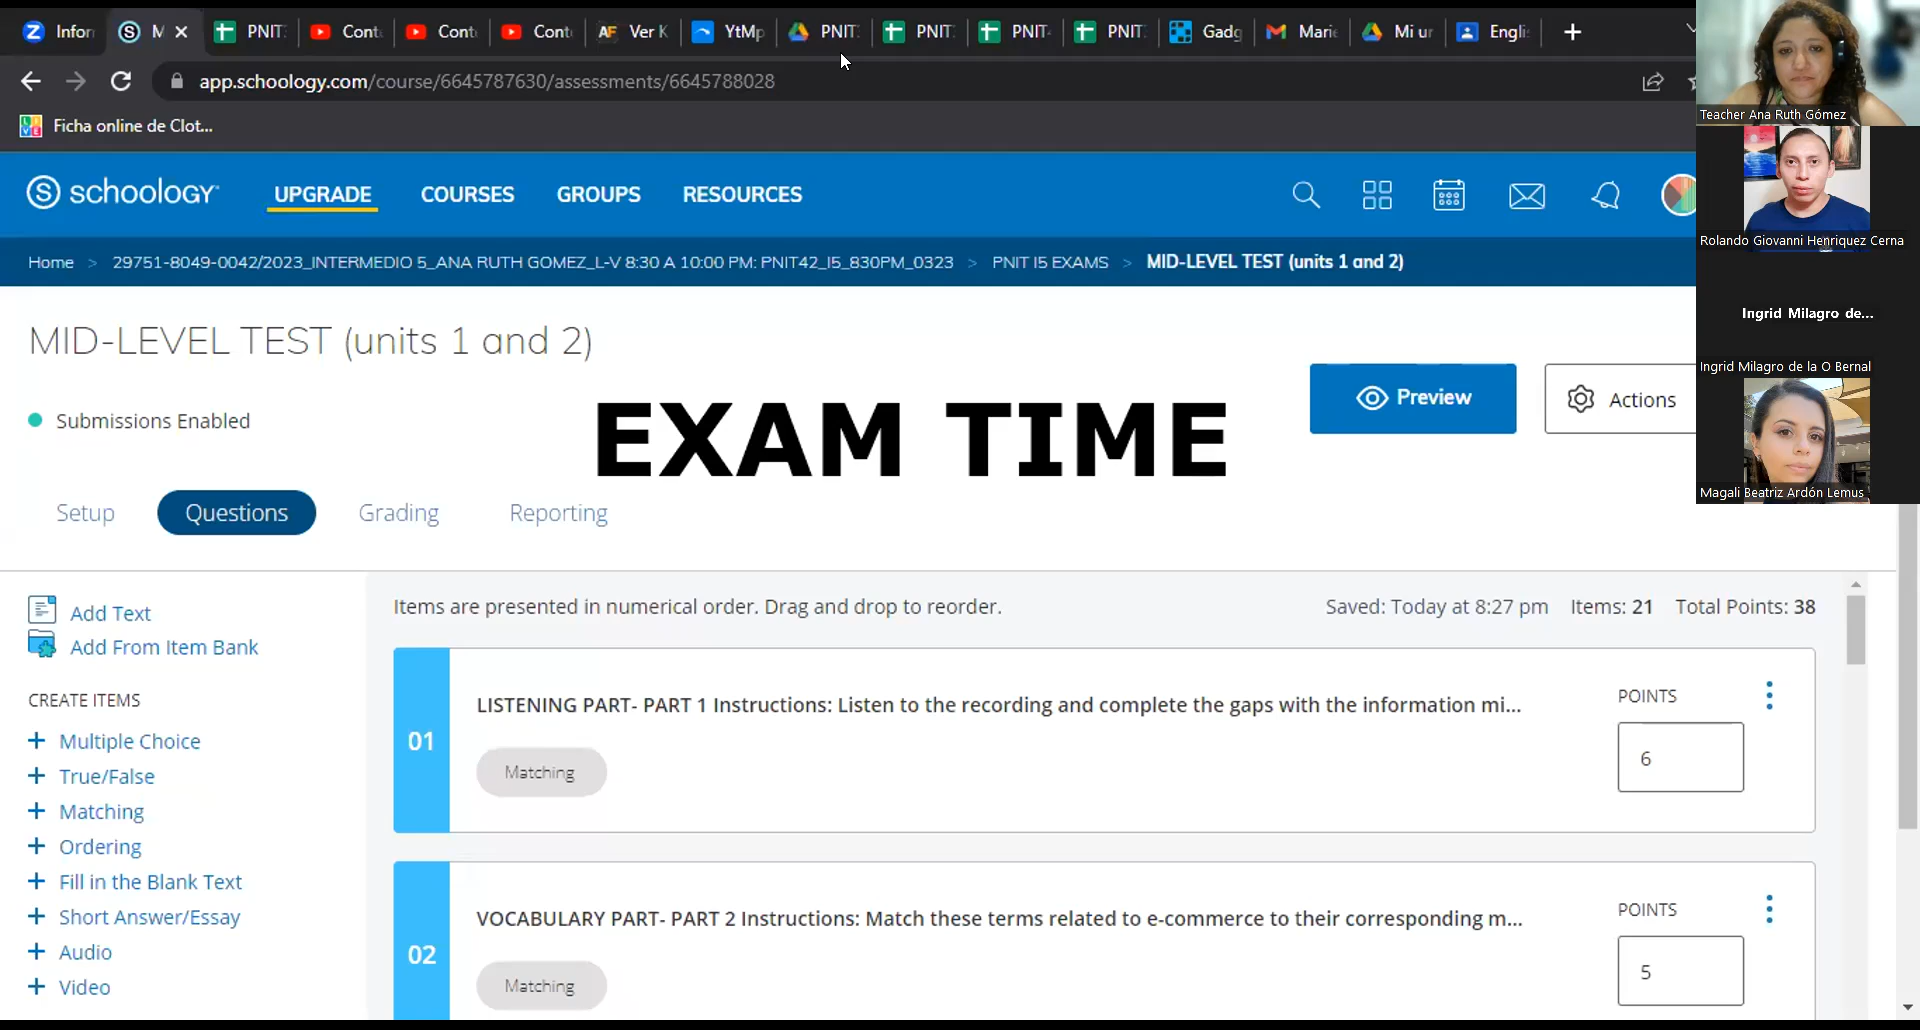 Infor
M
PNIT
Cont
Cont
Cont
AF Ver K
YtMp
PNIT
PNIT
PNIT
PNIT
Gadg
Marie
Mi ur
Engli
app.schoology.com/course/6645787630/assessments/6645788028
Ficha online de Clot...
S schoology
UPGRADE
COURSES
GROUPS
RESOURCES
Home > 29751-8049-0042/2023_INTERMEDIO 5_ANA RUTH GOMEZ_L-V 8:30 A 10:00 PM: PNIT42_I5_830PM_0323 > PNIT I5 EXAMS > MID-LEVEL TEST (units 1 and 2)
MID-LEVEL TEST (units 1 and 2)
Submissions Enabled
EXAM TIME
Preview
Actions
Setup
Questions
Grading
Reporting
Add Text
Add From Item Bank
CREATE ITEMS
+ Multiple Choice
+ True/False
+ Matching
+ Ordering
+ Fill in the Blank Text
+ Short Answer/Essay
+ Audio
+ Video
Items are presented in numerical order. Drag and drop to reorder.
Saved: Today at 8:27 pm Items: 21 Total Points: 38
01
LISTENING PART- PART 1 Instructions: Listen to the recording and complete the gaps with the information mi...
Matching
POINTS
6
02
VOCABULARY PART- PART 2 Instructions: Match these terms related to e-commerce to their corresponding m...
Matching
POINTS
5
Teacher Ana Ruth Gómez
Rolando Giovanni Henriquez Cerna
Ingrid Milagro de...
Ingrid Milagro de la O Bernal
Magali Beatriz Ardón Lemus